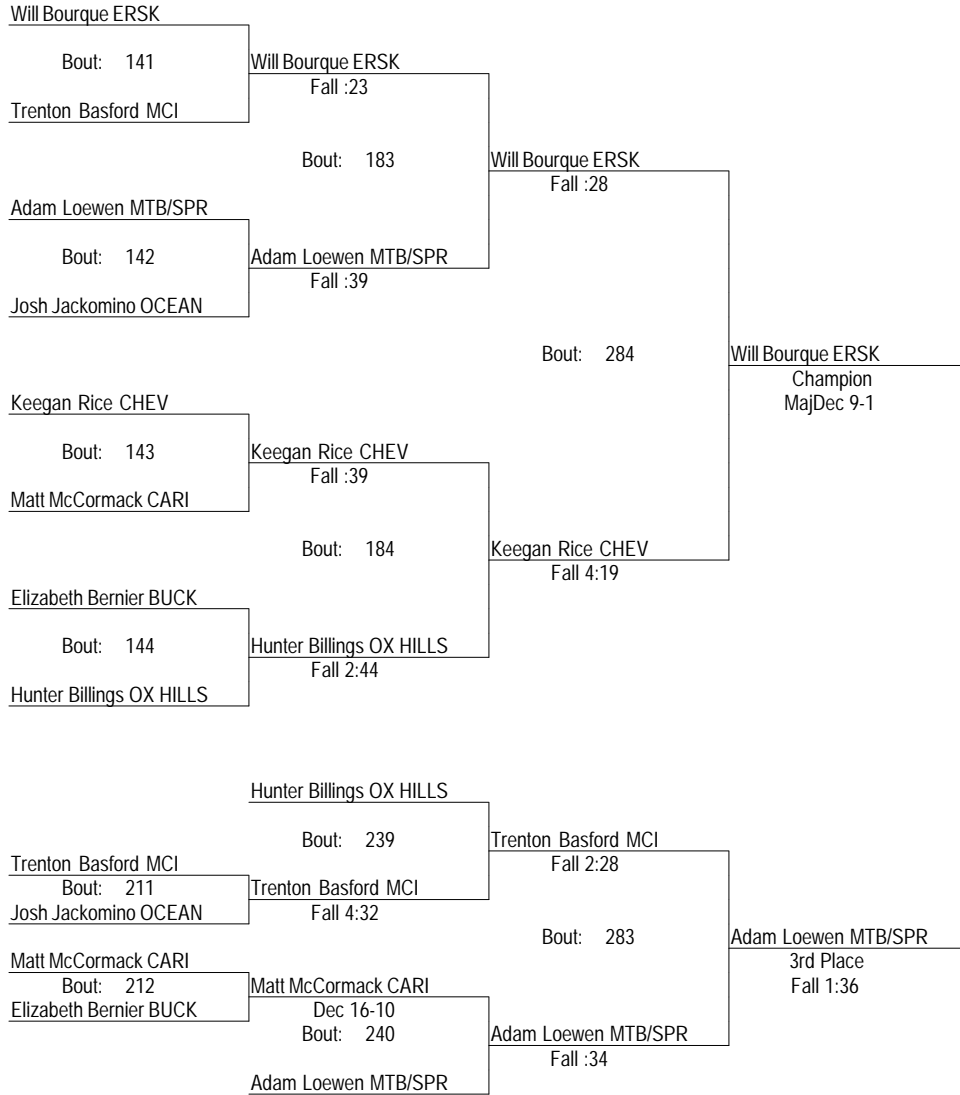 Will Bourque ERSK
Bout: 141
Will Bourque ERSK
Fall :23
Trenton Basford MCI
Bout: 183
Will Bourque ERSK
Fall :28
Adam Loewen MTB/SPR
Bout: 142
Adam Loewen MTB/SPR
Fall :39
Josh Jackomino OCEAN
Bout: 284
Will Bourque ERSK
Champion
MajDec 9-1
Keegan Rice CHEV
Bout: 143
Keegan Rice CHEV
Fall :39
Matt McCormack CARI
Bout: 184
Keegan Rice CHEV
Fall 4:19
Elizabeth Bernier BUCK
Bout: 144
Hunter Billings OX HILLS
Fall 2:44
Hunter Billings OX HILLS
Hunter Billings OX HILLS
Bout: 239
Trenton Basford MCI
Fall 2:28
Trenton Basford MCI
Bout: 211
Trenton Basford MCI
Josh Jackomino OCEAN
Fall 4:32
Bout: 283
Adam Loewen MTB/SPR
3rd Place
Fall 1:36
Matt McCormack CARI
Bout: 212
Matt McCormack CARI
Elizabeth Bernier BUCK
Dec 16-10
Bout: 240
Adam Loewen MTB/SPR
Fall :34
Adam Loewen MTB/SPR